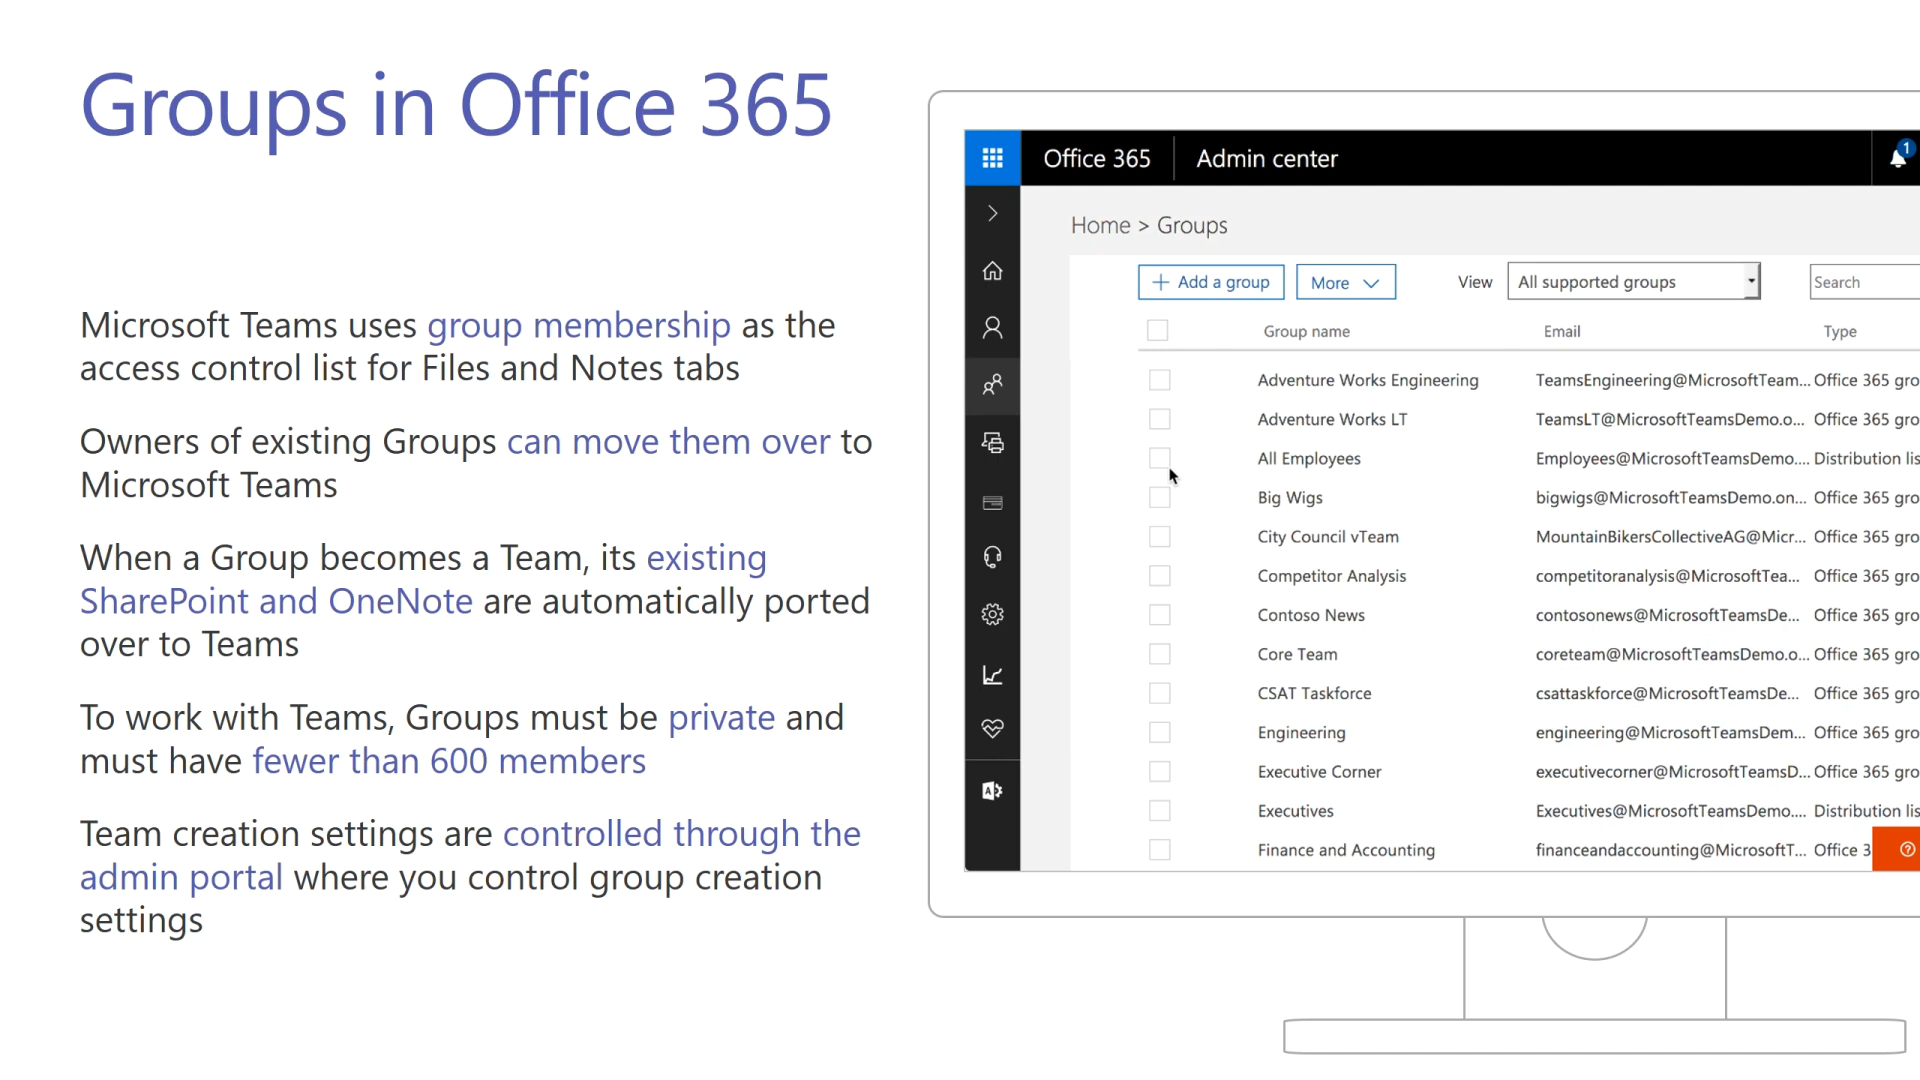 Groups in Office 365
Microsoft Teams uses group membership as the
access control list for Files and Notes tabs
Owners of existing Groups can move them over to
Microsoft Teams
When a Group becomes a Team, its existing
SharePoint and OneNote are automatically ported
over to Teams
To work with Teams, Groups must be private and
must have fewer than 600 members
Team creation settings are controlled through the
admin portal where you control group creation
settings
Office 365 Admin center 1
Home > Groups
+ Add a group More View All supported groups Search
Group name Email Type
Adventure Works Engineering TeamsEngineering@MicrosoftTeam... Office 365 gro
Adventure Works LT TeamsLT@MicrosoftTeamsDemo.o... Office 365 gro
All Employees Employees@MicrosoftTeamsDemo.... Distribution lis
Big Wigs bigwigs@MicrosoftTeamsDemo.on... Office 365 gro
City Council vTeam MountainBikersCollectiveAG@Micr... Office 365 gro
Competitor Analysis competitoranalysis@MicrosoftTea... Office 365 gro
Contoso News contosonews@MicrosoftTeamsDe... Office 365 gro
Core Team coreteam@MicrosoftTeamsDemo.o... Office 365 gro
CSAT Taskforce csattaskforce@MicrosoftTeamsDe... Office 365 gro
Engineering engineering@MicrosoftTeamsDem... Office 365 gro
Executive Corner executivecorner@MicrosoftTeamsD... Office 365 gro
Executives Executives@MicrosoftTeamsDemo.... Distribution lis
Finance and Accounting financeandaccounting@MicrosoftT... Office 3